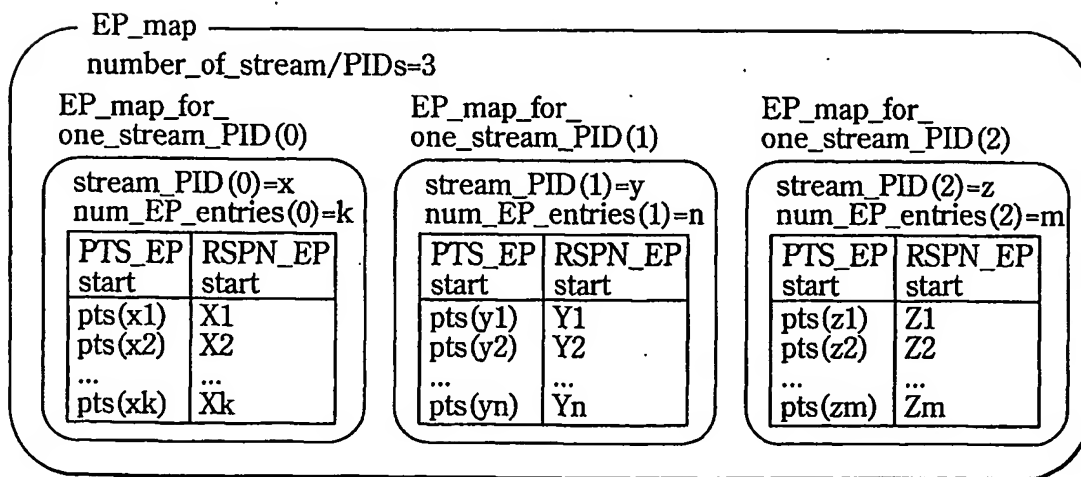 EP_map
number_of_stream/PIDs=3
EP_map_for_
one_stream_PID(0)
stream_PID(0)=x
num_EP_entries(0)=k
PTS_EP RSPN_EP
start start
pts(x1) X1
pts(x2) X2
... ...
pts(xk) Xk
EP_map_for_
one_stream_PID(1)
stream_PID(1)=y
num_EP_entries(1)=n
PTS_EP RSPN_EP
start start
pts(y1) Y1
pts(y2) Y2
... ...
pts(yn) Yn
EP_map_for_
one_stream_PID(2)
stream_PID(2)=z
num_EP_entries(2)=m
PTS_EP RSPN_EP
start start
pts(z1) Z1
pts(z2) Z2
... ...
pts(zm) Zm